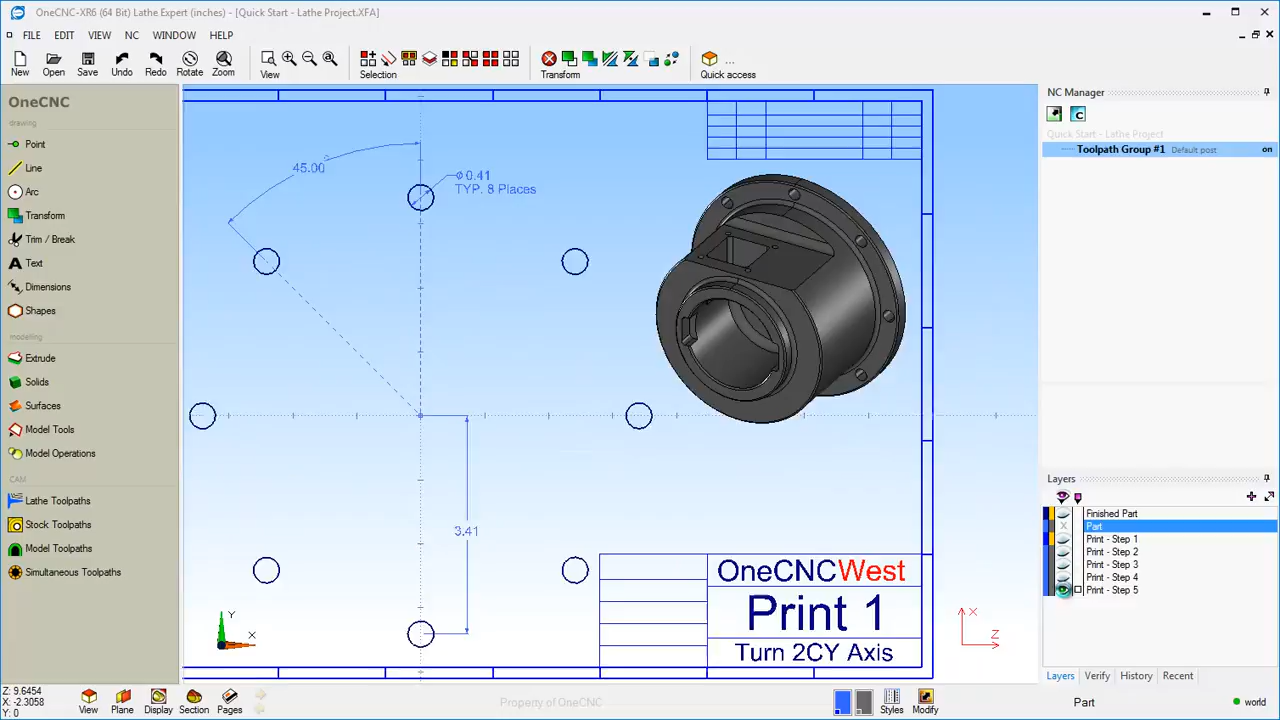 OneCNC-XR6 (64 Bit) Lathe Expert (inches) - [Quick Start - Lathe Project.XFA]
FILE EDIT VIEW NC WINDOW HELP
New Open Save Undo Redo Rotate Zoom View Selection Transform ... Quick access
OneCNC
drawing
Point
Line
Arc
Transform
Trim / Break
Text
Dimensions
Shapes
modelling
Extrude
Solids
Surfaces
Model Tools
Model Operations
CAM
Lathe Toolpaths
Stock Toolpaths
Model Toolpaths
Simultaneous Toolpaths
45.00
ø 0.41
TYP. 8 Places
3.41
OneCNCWest
Print 1
Turn 2CY Axis
Y
X
X
Z
NC Manager
Quick Start - Lathe Project
Toolpath Group #1 Default post on
Layers
Finished Part
Part
Print - Step 1
Print - Step 2
Print - Step 3
Print - Step 4
Print - Step 5
Layers Verify History Recent
Z: 9.6454
X: -2.3058
Y: 0
View Plane Display Section Pages
Property of OneCNC
Styles Modify
Part
world